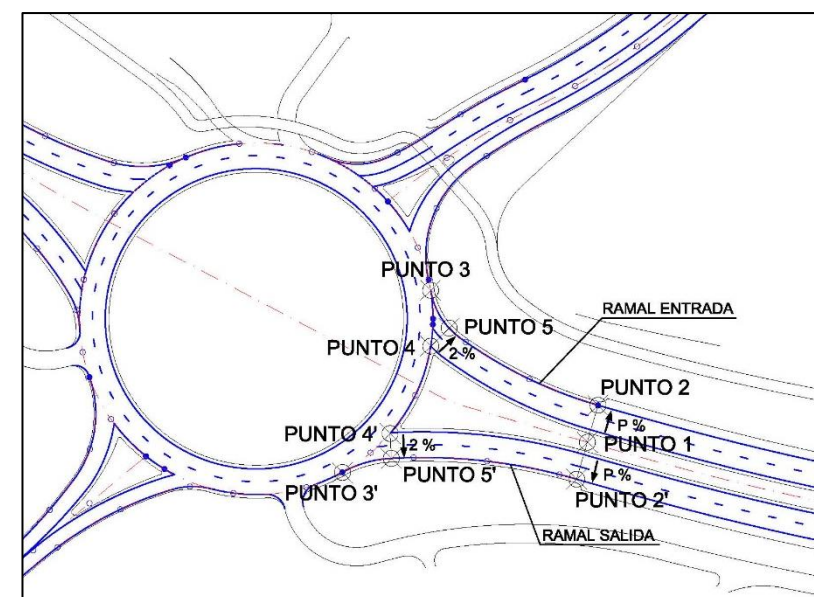 PUNTO 3
RAMAL ENTRADA
PUNTO 5
PUNTO 4
2 %
PUNTO 2
P %
PUNTO 4'
2 %
PUNTO 1
PUNTO 3'
PUNTO 5'
P %
PUNTO 2'
RAMAL SALIDA